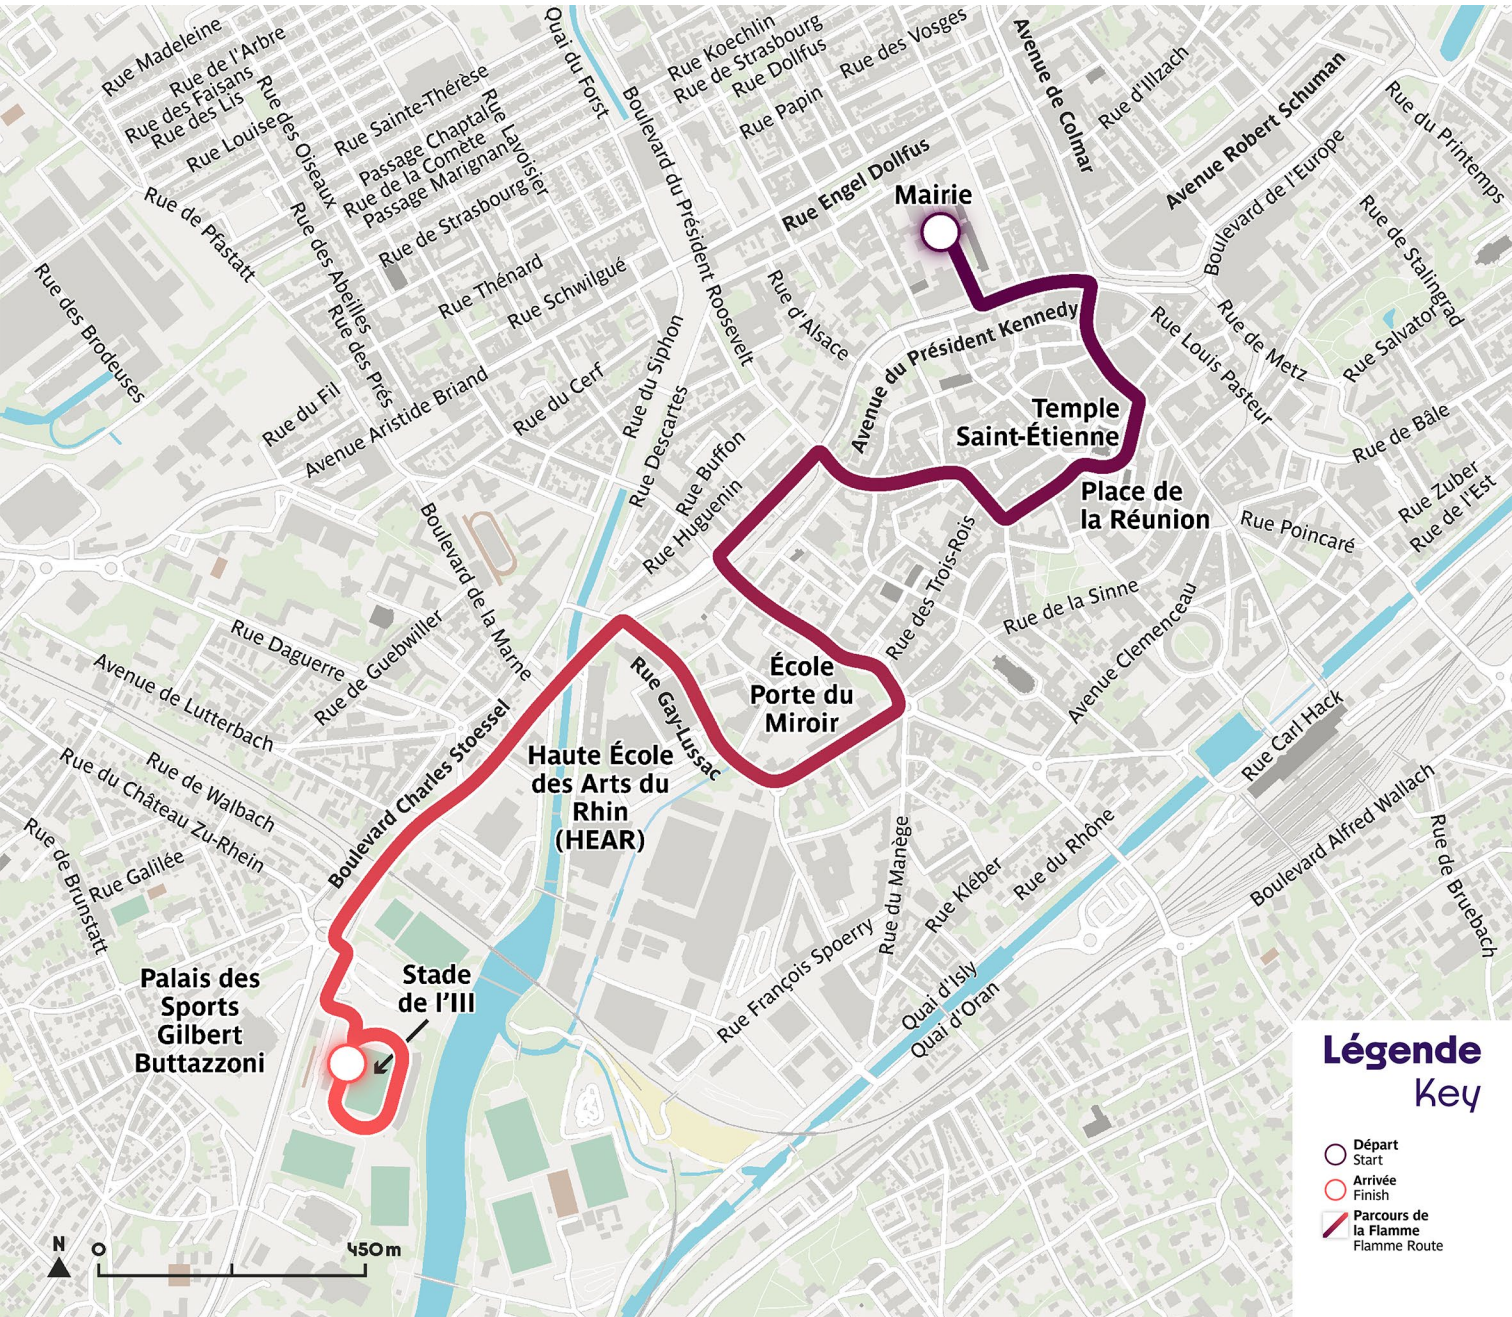 Rue Madeleine
Rue de l'Arbre
Rue des Faisans
Rue des Lis
Rue Louise
Rue des Oiseaux
Rue Sainte-Thérèse
Passage Chaptal
Rue de la Comète
Passage Marignan
Rue Lavoisier
Rue de Strasbourg
Quai du Forst
Boulevard du Président Roosevelt
Rue Koechlin
Rue de Strasbourg
Rue Dollfus
Rue des Vosges
Rue Papin
Avenue de Colmar
Rue d'Illzach
Avenue Robert Schuman
Boulevard de l'Europe
Rue du Printemps
Rue Engel Dollfus
Mairie
Rue de Pfastatt
Rue des Abeilles
Rue des Prés
Rue Thénard
Rue Schwilgué
Rue d'Alsace
Rue de Stalingrad
Rue des Brodeuses
Rue du Siphon
Avenue du Président Kennedy
Rue Louis Pasteur
Rue de Metz
Rue Salvator
Rue du Fil
Avenue Aristide Briand
Rue du Cerf
Rue Descartes
Rue Buffon
Rue Huguenin
Temple
Saint-Étienne
Place de
la Réunion
Rue de Bâle
Rue Zuber
Rue de l'Est
Rue Poincaré
Boulevard de la Marne
Rue des Trois-Rois
Rue de la Sinne
Avenue Clemenceau
Rue Daguerre
Rue de Guebwiller
Avenue de Lutterbach
Rue de Walbach
Rue du Château Zu-Rhein
Boulevard Charles Stoessel
Rue Gay-Lussac
École
Porte du
Miroir
Haute École
des Arts du
Rhin
(HEAR)
Rue Carl Hack
Boulevard Alfred Wallach
Rue de Bruebach
Rue de Brunstatt
Rue Galilée
Rue du Manège
Rue Kléber
Rue du Rhône
Rue François Spoerry
Quai d'Isly
Quai d'Oran
Palais des
Sports
Gilbert
Buttazzoni
Stade
de l'Ill
N
0
450m
Légende
Key
Départ
Start
Arrivée
Finish
Parcours de
la Flamme
Flamme Route